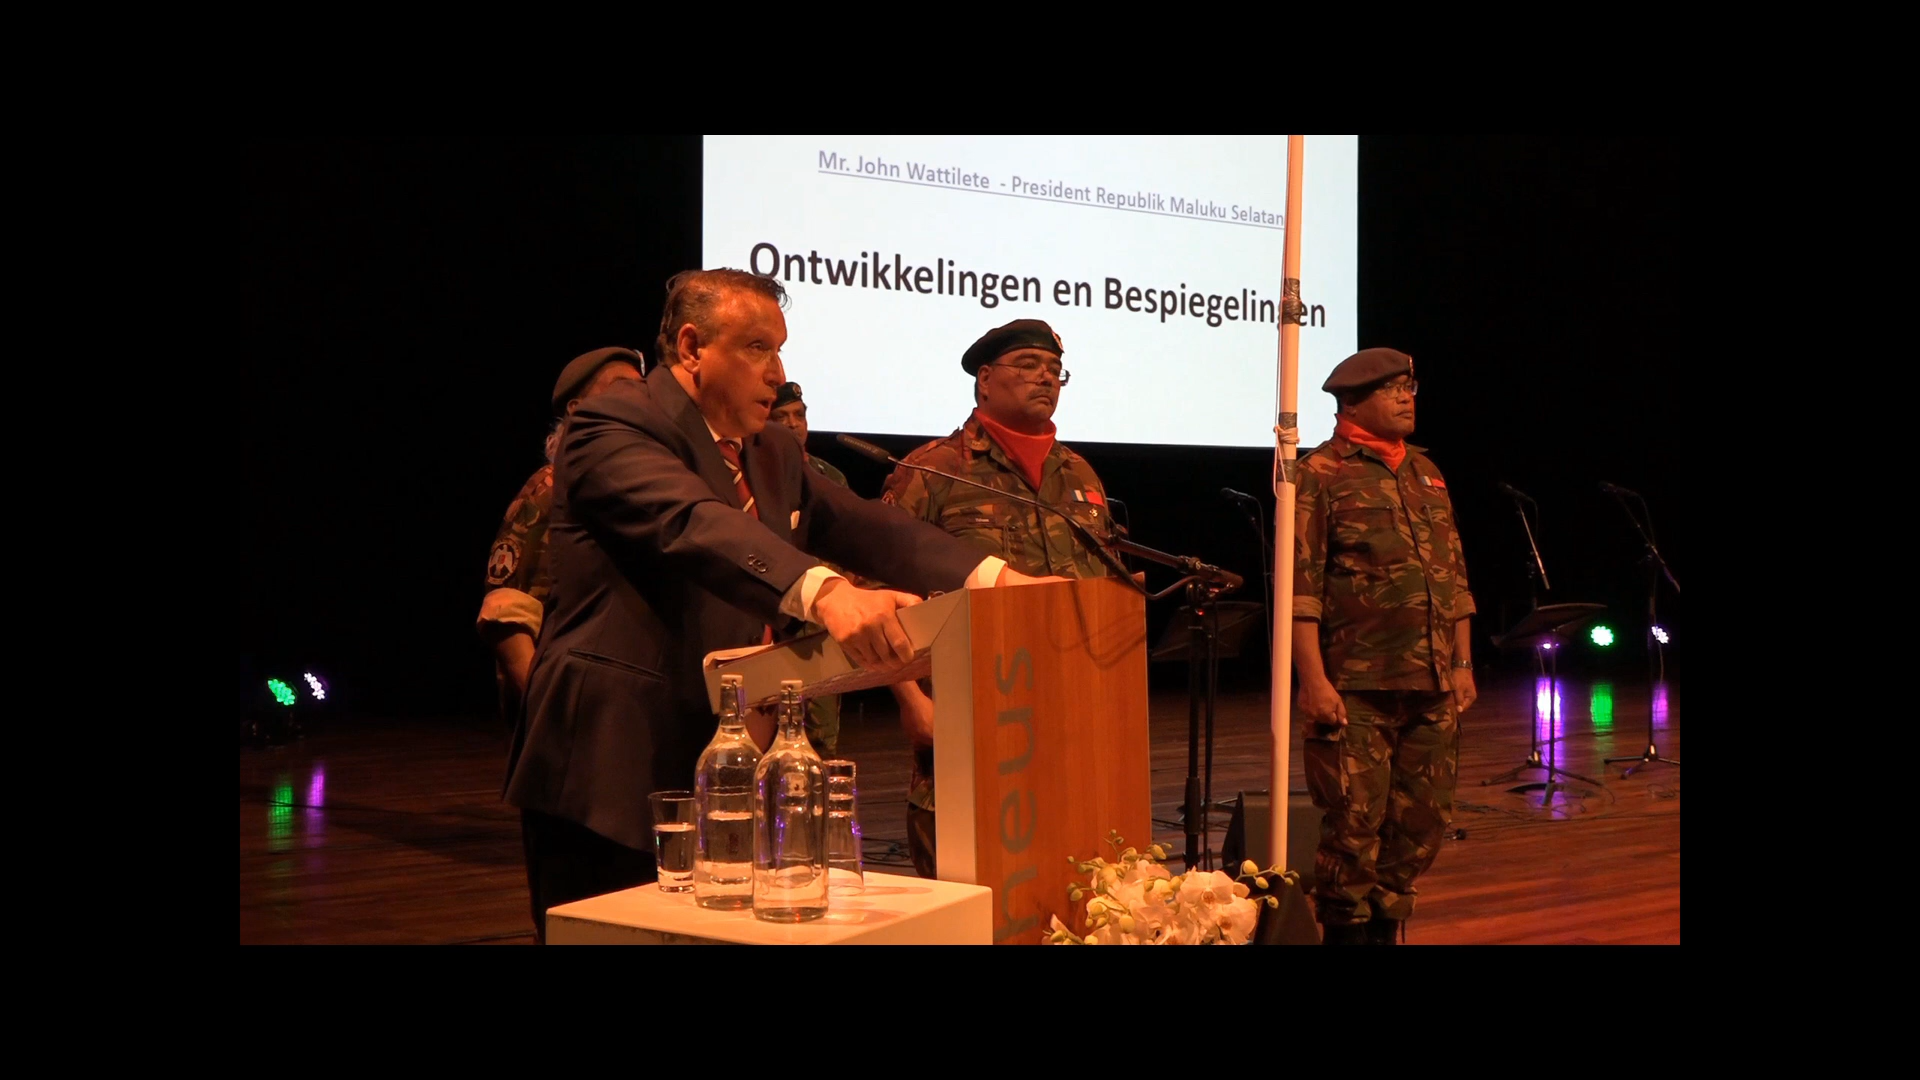 Mr. John Wattilete - President Republik Maluku Selatan
Ontwikkelingen en Bespiegelingen
heus